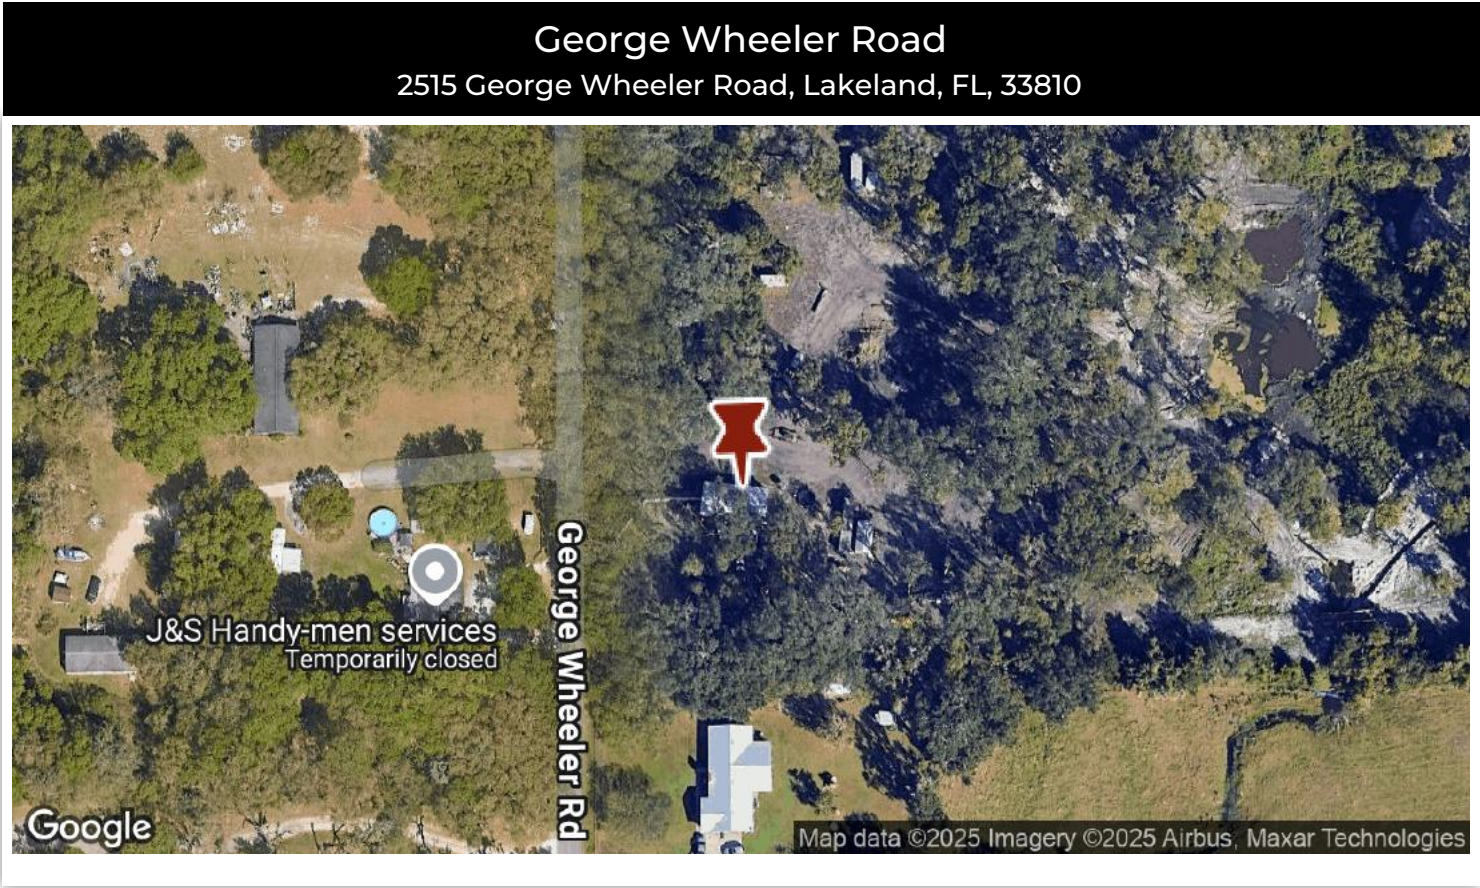 George Wheeler Road
2515 George Wheeler Road, Lakeland, FL, 33810
J&S Handy-men services
Temporarily closed
George Wheeler Rd
Google
Map data ©2025 Imagery ©2025 Airbus, Maxar Technologies